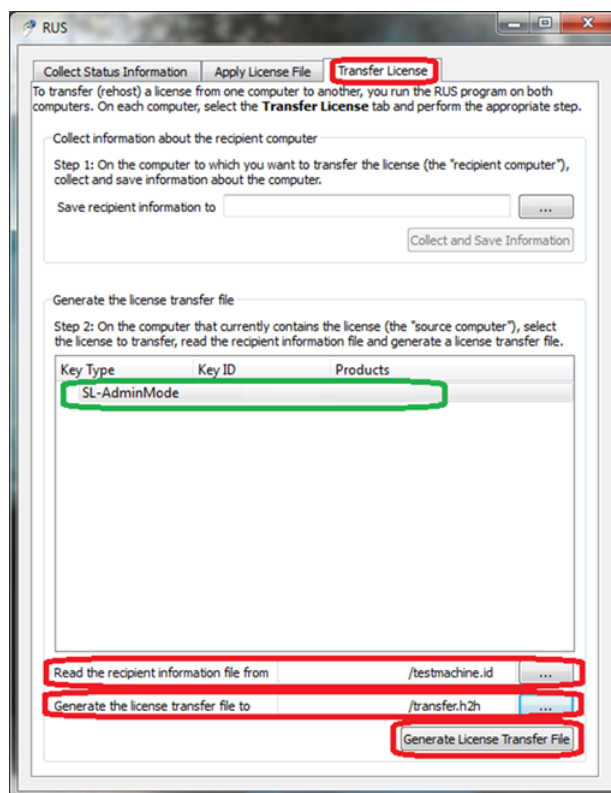 RUS
Collect Status Information Apply License File Transfer License
To transfer (rehost) a license from one computer to another, you run the RUS program on both
computers. On each computer, select the Transfer License tab and perform the appropriate step.
Collect information about the recipient computer
Step 1: On the computer to which you want to transfer the license (the "recipient computer"),
collect and save information about the computer.
Save recipient information to ...
Collect and Save Information
Generate the license transfer file
Step 2: On the computer that currently contains the license (the "source computer"), select
the license to transfer, read the recipient information file and generate a license transfer file.
Key Type Key ID Products
SL-AdminMode
Read the recipient information file from /testmachine.id ...
Generate the license transfer file to /transfer.h2h ...
Generate License Transfer File